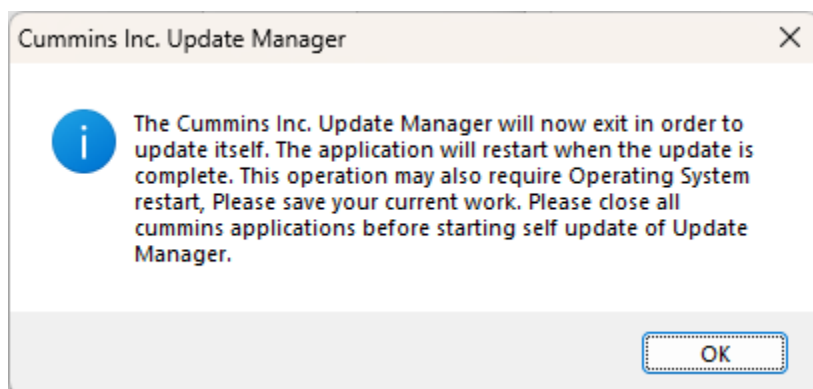 Cummins Inc. Update Manager
The Cummins Inc. Update Manager will now exit in order to
update itself. The application will restart when the update is
complete. This operation may also require Operating System
restart, Please save your current work. Please close all
cummins applications before starting self update of Update
Manager.
OK